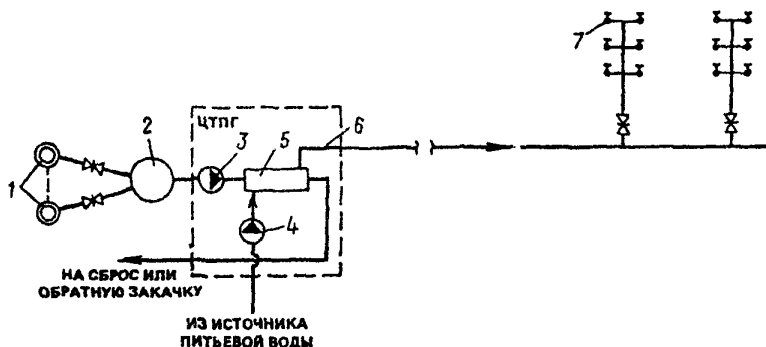 7
ЦТПГ
2
3
5
6
1
4
НА СБРОС ИЛИ
ОБРАТНУЮ ЗАКАЧКУ
ИЗ ИСТОЧНИКА
ПИТЬЕВОЙ ВОДЫ